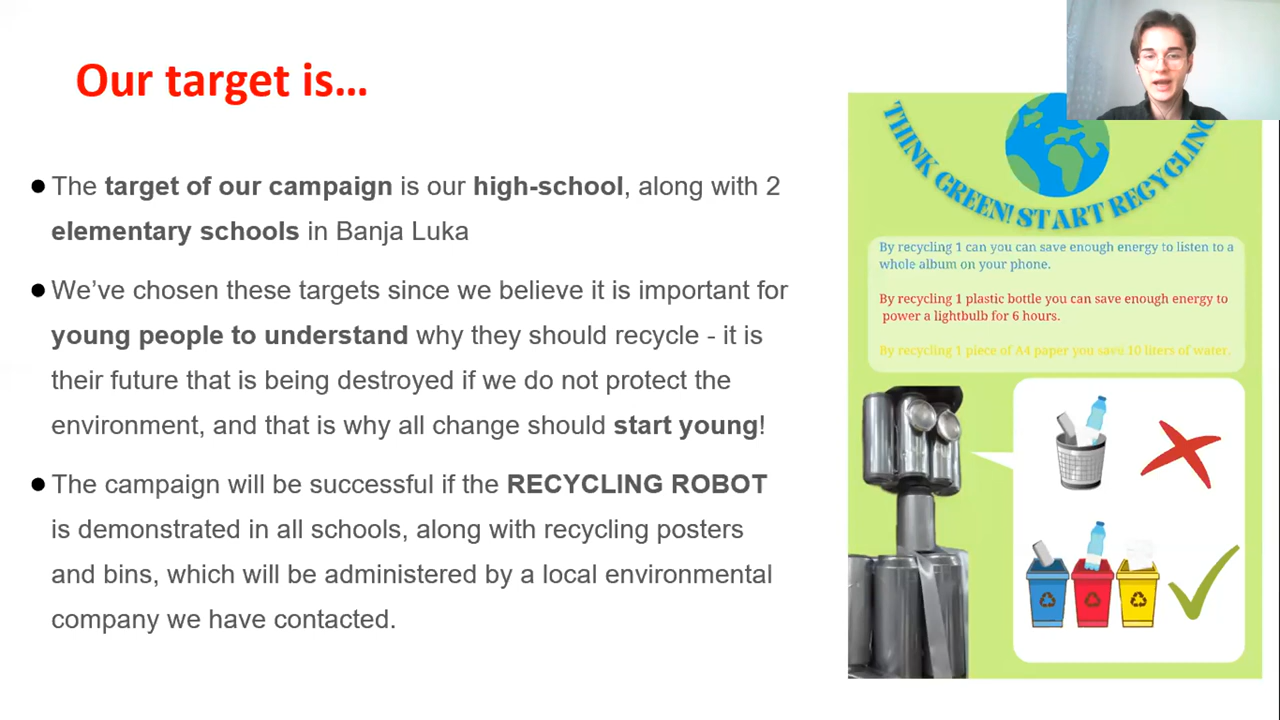 Our target is...
● The target of our campaign is our high-school, along with 2
elementary schools in Banja Luka
● We’ve chosen these targets since we believe it is important for
young people to understand why they should recycle - it is
their future that is being destroyed if we do not protect the
environment, and that is why all change should start young!
● The campaign will be successful if the RECYCLING ROBOT
is demonstrated in all schools, along with recycling posters
and bins, which will be administered by a local environmental
company we have contacted.
THINK GREEN! START RECYCLING
By recycling 1 can you can save enough energy to listen to a
whole album on your phone.
By recycling 1 plastic bottle you can save enough energy to
power a lightbulb for 6 hours.
By recycling 1 piece of A4 paper you save 10 liters of water.